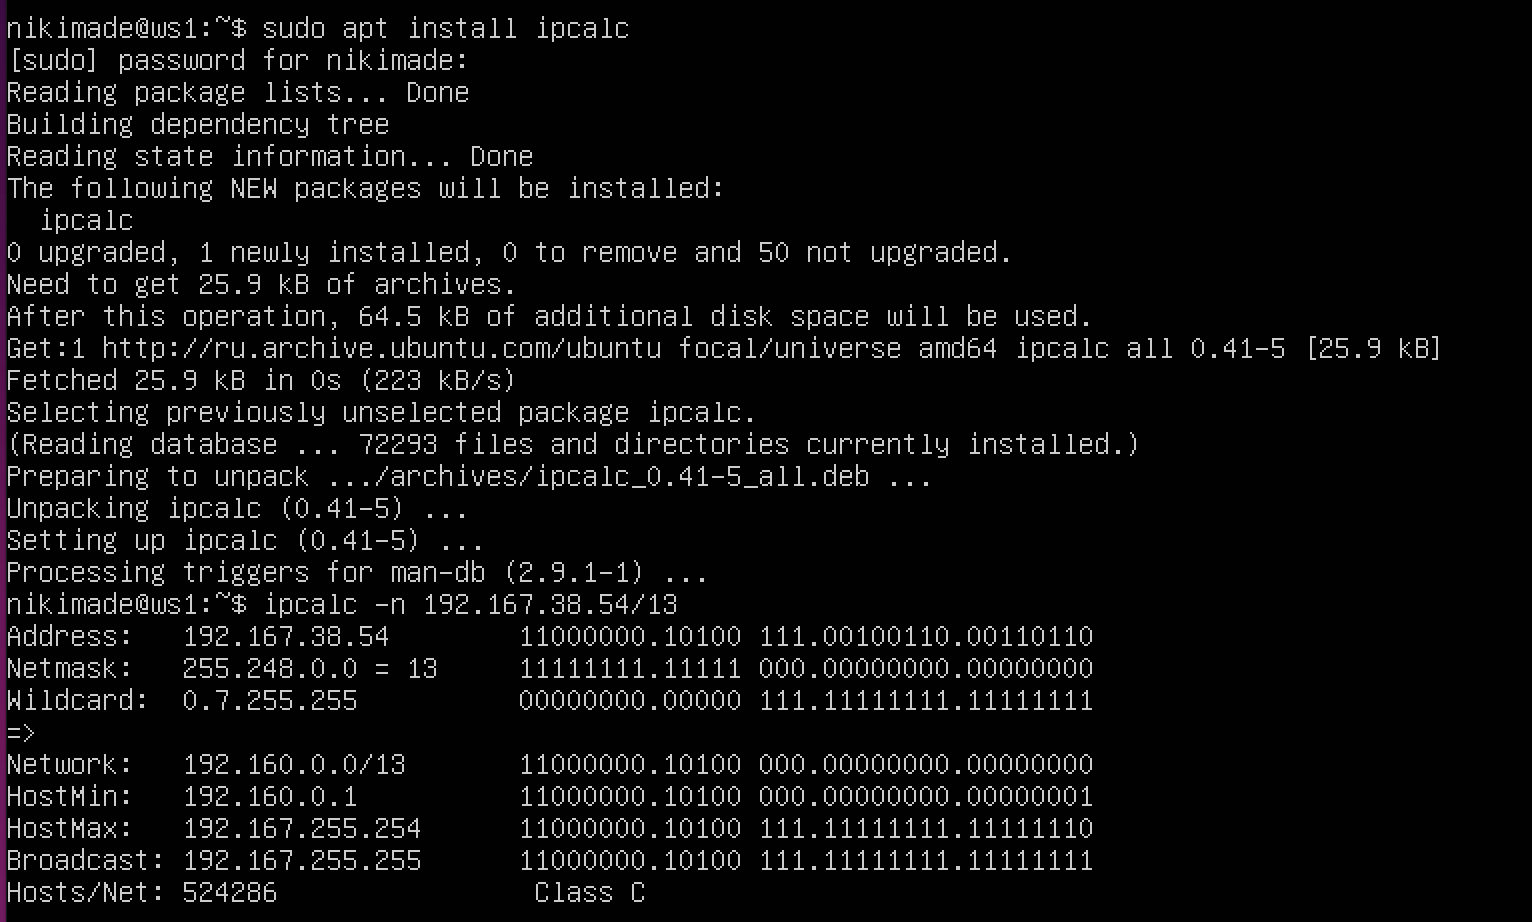 nikimade@ws1:~$ sudo apt install ipcalc
[sudo] password for nikimade:
Reading package lists... Done
Building dependency tree
Reading state information... Done
The following NEW packages will be installed:
  ipcalc
0 upgraded, 1 newly installed, 0 to remove and 50 not upgraded.
Need to get 25.9 kB of archives.
After this operation, 64.5 kB of additional disk space will be used.
Get:1 http://ru.archive.ubuntu.com/ubuntu focal/universe amd64 ipcalc all 0.41-5 [25.9 kB]
Fetched 25.9 kB in 0s (223 kB/s)
Selecting previously unselected package ipcalc.
(Reading database ... 72293 files and directories currently installed.)
Preparing to unpack .../archives/ipcalc_0.41-5_all.deb ...
Unpacking ipcalc (0.41-5) ...
Setting up ipcalc (0.41-5) ...
Processing triggers for man-db (2.9.1-1) ...
nikimade@ws1:~$ ipcalc -n 192.167.38.54/13
Address:   192.167.38.54        11000000.10100 111.00100110.00110110
Netmask:   255.248.0.0 = 13     11111111.11111 000.00000000.00000000
Wildcard:  0.7.255.255          00000000.00000 111.11111111.11111111
=>
Network:   192.160.0.0/13       11000000.10100 000.00000000.00000000
HostMin:   192.160.0.1          11000000.10100 000.00000000.00000001
HostMax:   192.167.255.254      11000000.10100 111.11111111.11111110
Broadcast: 192.167.255.255      11000000.10100 111.11111111.11111111
Hosts/Net: 524286                Class C